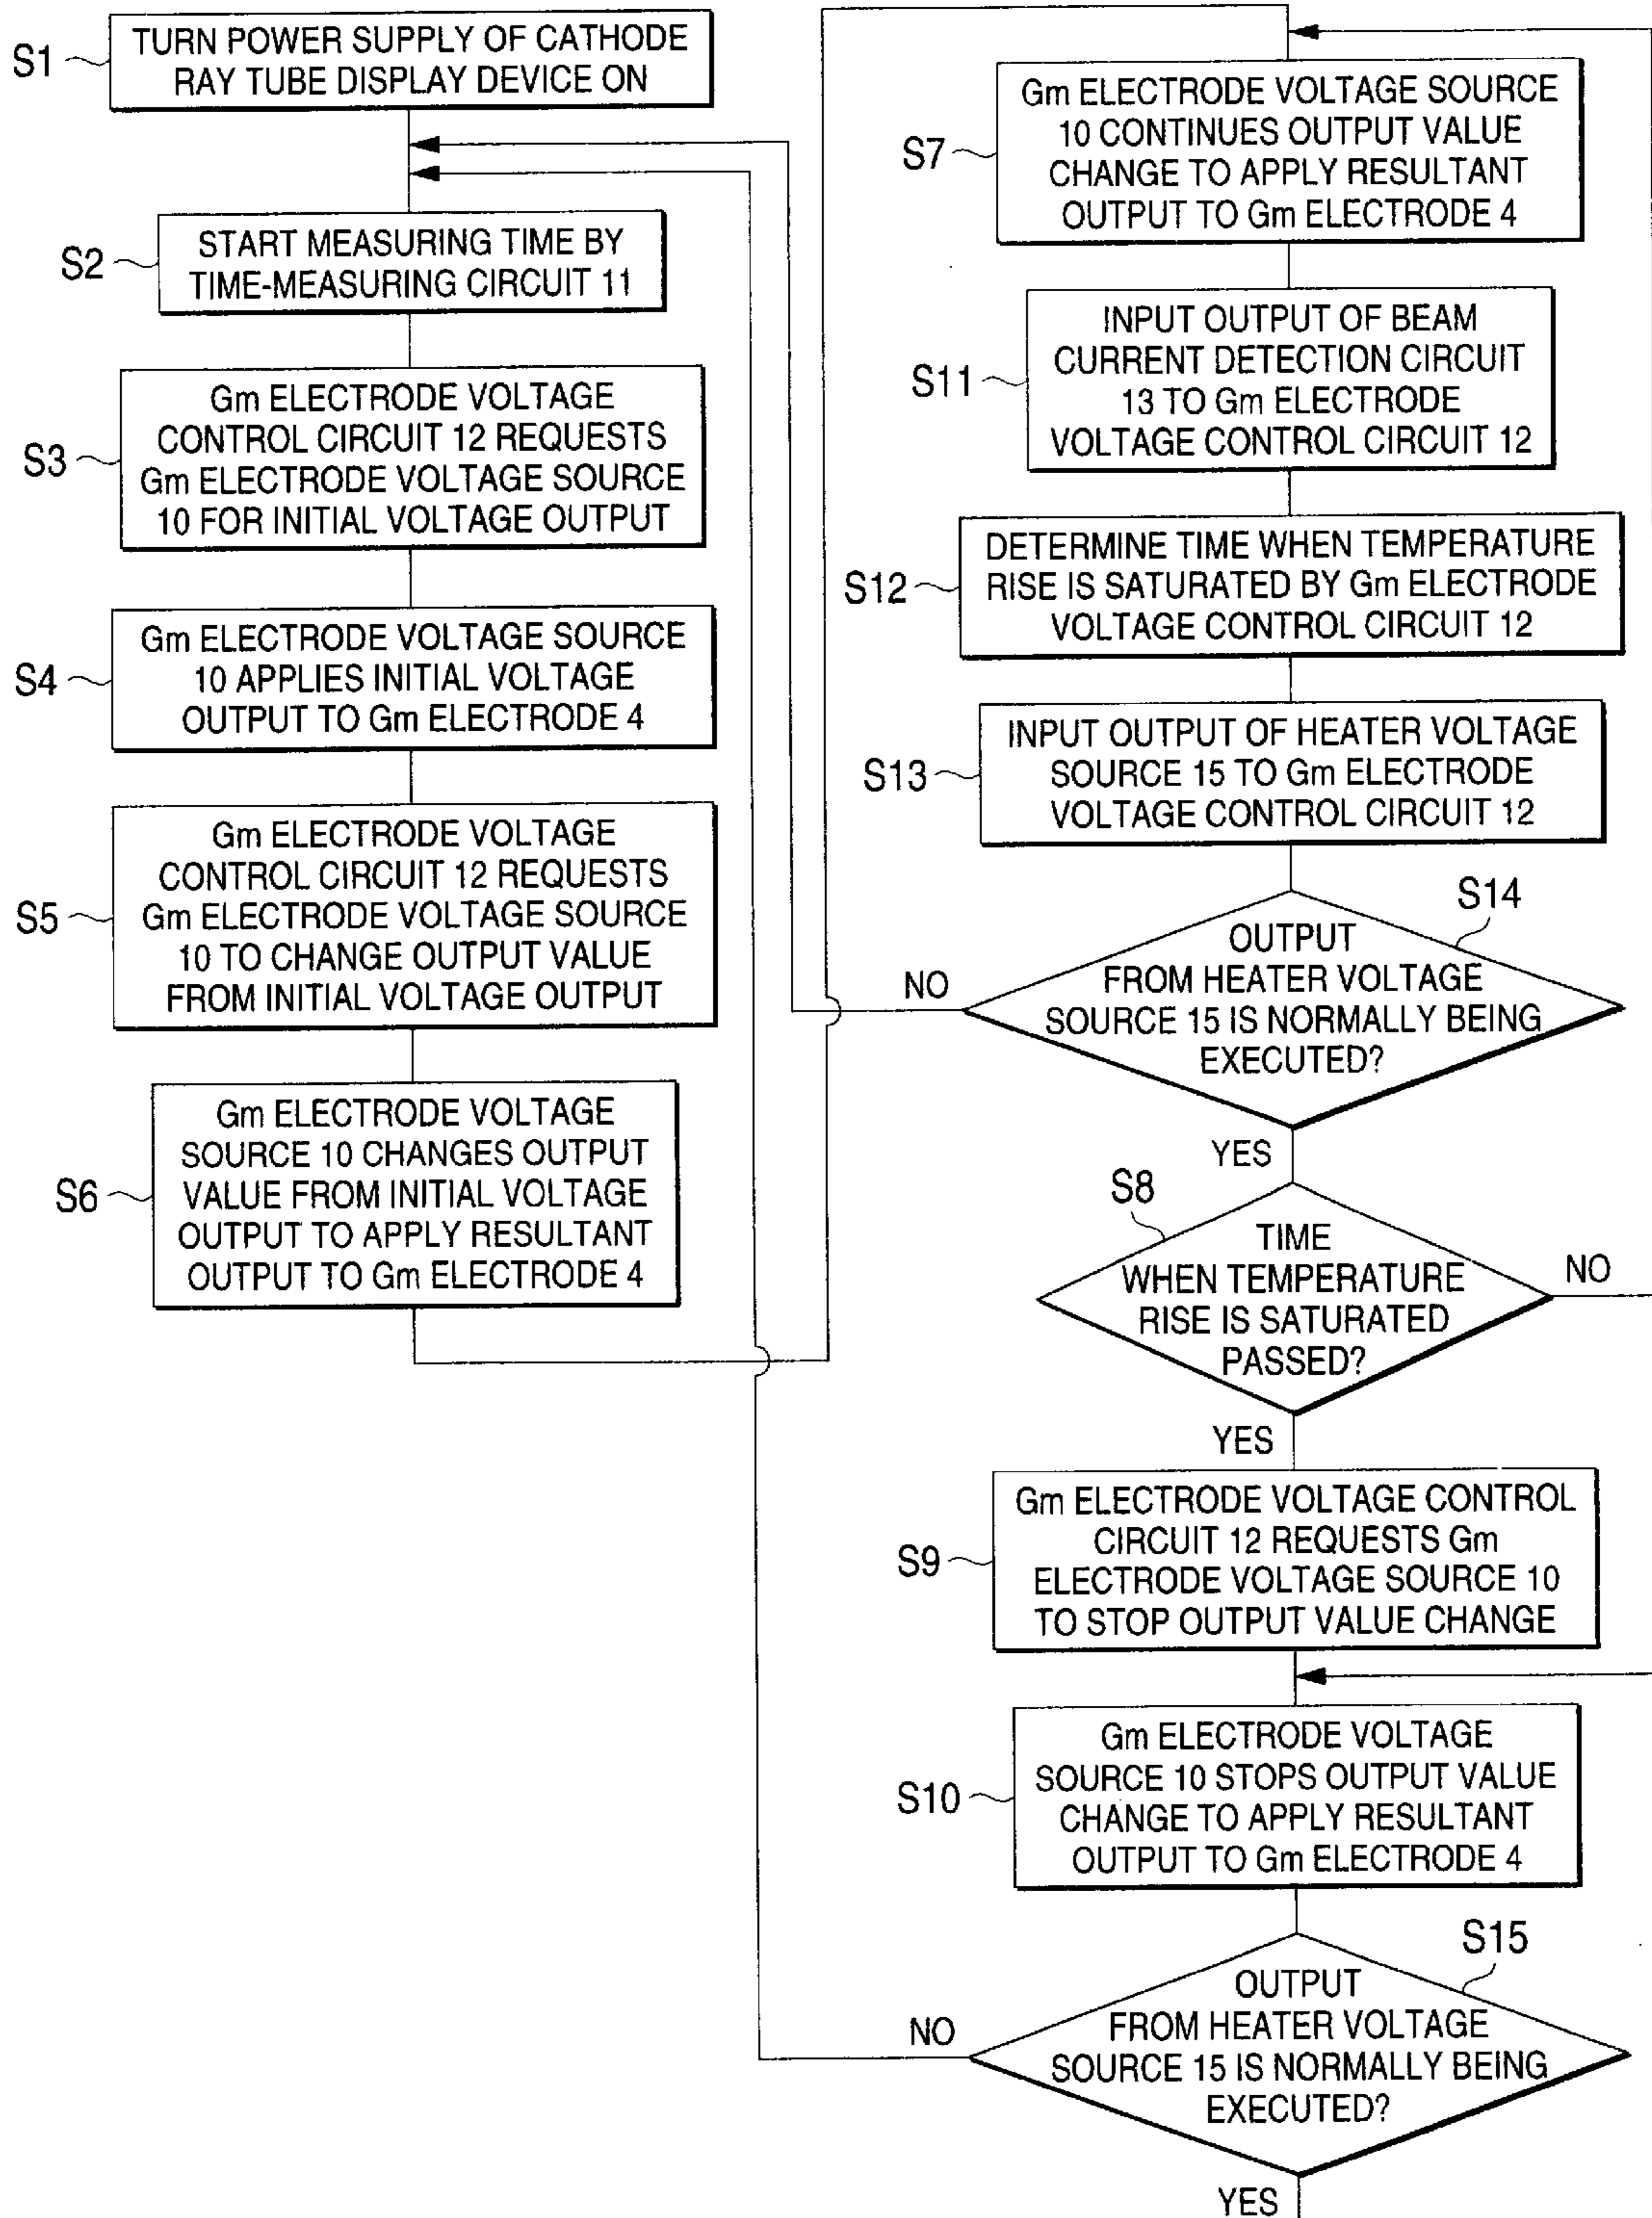 S1
TURN POWER SUPPLY OF CATHODE
RAY TUBE DISPLAY DEVICE ON
S2
START MEASURING TIME BY
TIME-MEASURING CIRCUIT 11
S3
Gm ELECTRODE VOLTAGE
CONTROL CIRCUIT 12 REQUESTS
Gm ELECTRODE VOLTAGE SOURCE
10 FOR INITIAL VOLTAGE OUTPUT
S4
Gm ELECTRODE VOLTAGE SOURCE
10 APPLIES INITIAL VOLTAGE
OUTPUT TO Gm ELECTRODE 4
S5
Gm ELECTRODE VOLTAGE
CONTROL CIRCUIT 12 REQUESTS
Gm ELECTRODE VOLTAGE SOURCE
10 TO CHANGE OUTPUT VALUE
FROM INITIAL VOLTAGE OUTPUT
S6
Gm ELECTRODE VOLTAGE
SOURCE 10 CHANGES OUTPUT
VALUE FROM INITIAL VOLTAGE
OUTPUT TO APPLY RESULTANT
OUTPUT TO Gm ELECTRODE 4
S7
Gm ELECTRODE VOLTAGE SOURCE
10 CONTINUES OUTPUT VALUE
CHANGE TO APPLY RESULTANT
OUTPUT TO Gm ELECTRODE 4
S11
INPUT OUTPUT OF BEAM
CURRENT DETECTION CIRCUIT
13 TO Gm ELECTRODE
VOLTAGE CONTROL CIRCUIT 12
S12
DETERMINE TIME WHEN TEMPERATURE
RISE IS SATURATED BY Gm ELECTRODE
VOLTAGE CONTROL CIRCUIT 12
S13
INPUT OUTPUT OF HEATER VOLTAGE
SOURCE 15 TO Gm ELECTRODE
VOLTAGE CONTROL CIRCUIT 12
S14
OUTPUT
FROM HEATER VOLTAGE
SOURCE 15 IS NORMALLY BEING
EXECUTED?
NO
YES
S8
TIME
WHEN TEMPERATURE
RISE IS SATURATED
PASSED?
NO
YES
S9
Gm ELECTRODE VOLTAGE CONTROL
CIRCUIT 12 REQUESTS Gm
ELECTRODE VOLTAGE SOURCE 10
TO STOP OUTPUT VALUE CHANGE
S10
Gm ELECTRODE VOLTAGE
SOURCE 10 STOPS OUTPUT VALUE
CHANGE TO APPLY RESULTANT
OUTPUT TO Gm ELECTRODE 4
S15
OUTPUT
FROM HEATER VOLTAGE
SOURCE 15 IS NORMALLY BEING
EXECUTED?
NO
YES